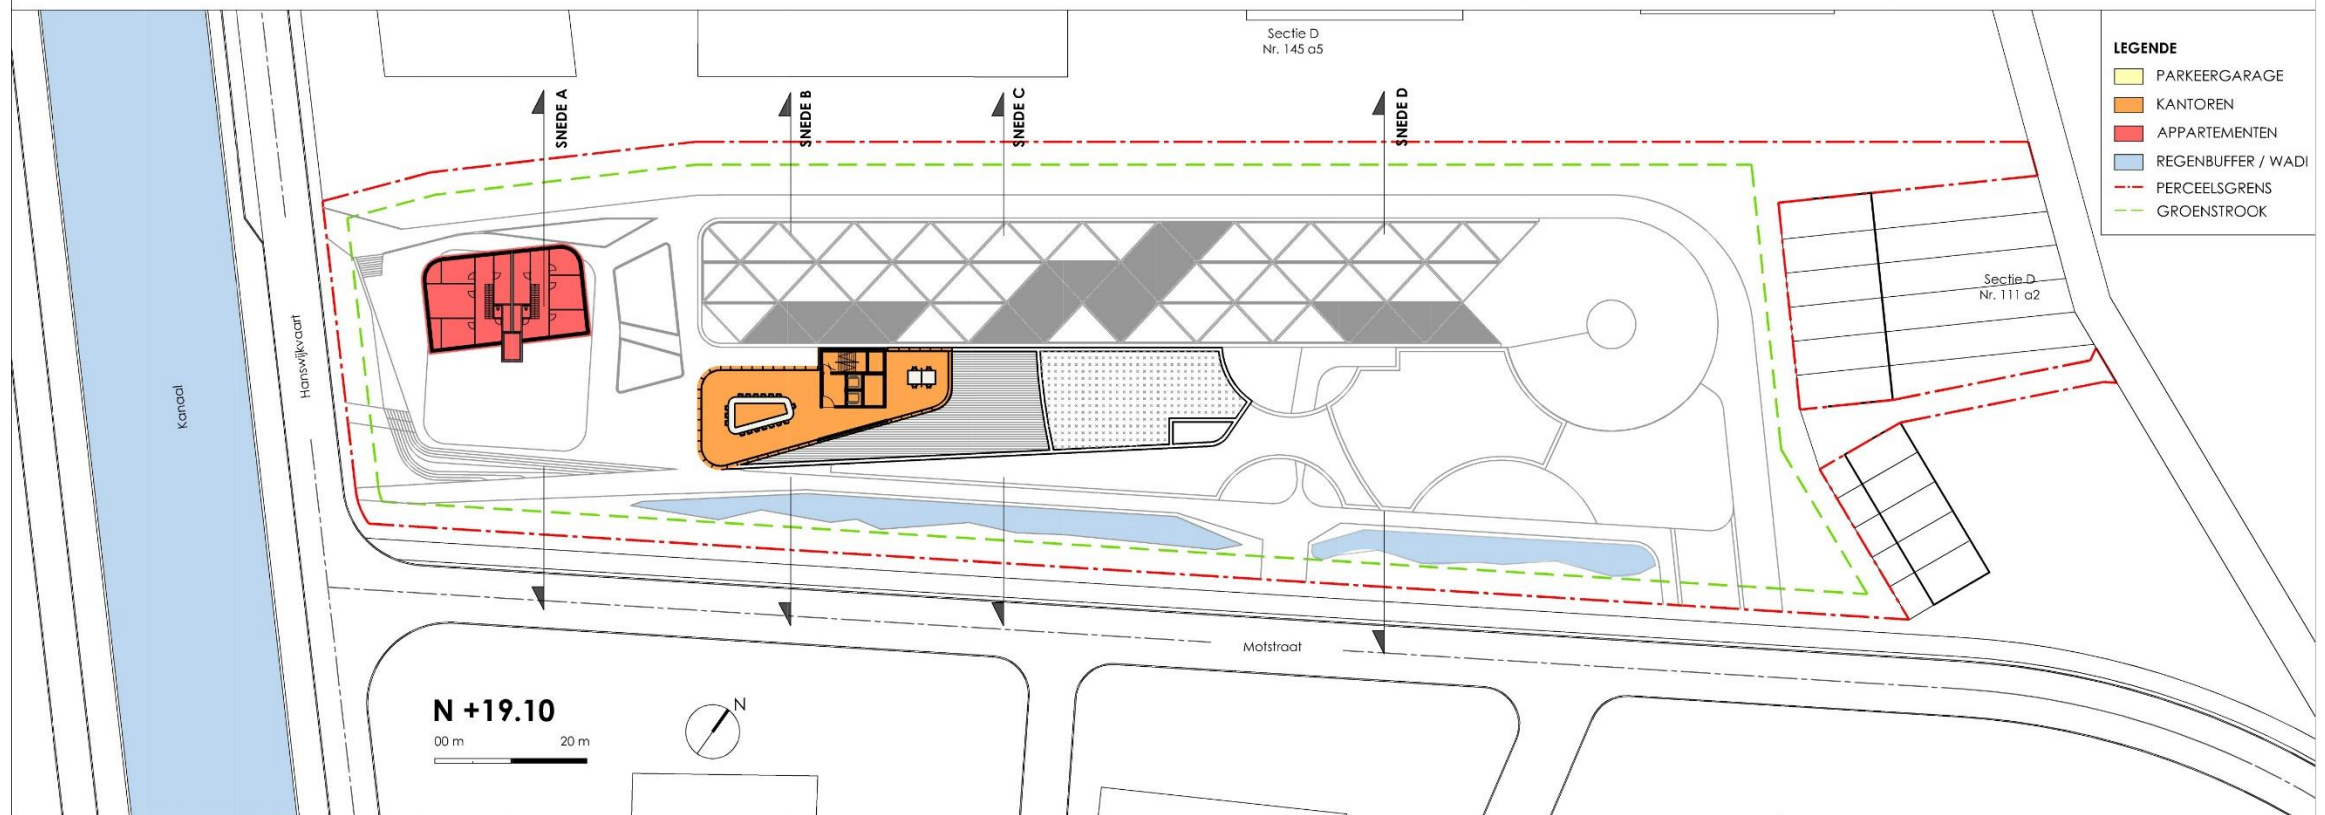 Sectie D
Nr. 145 a5
LEGENDE
PARKEERGARAGE
KANTOREN
APPARTEMENTEN
REGENBUFFER / WADI
PERCEELSGRENS
GROENSTROOK
SNEDE A
SNEDE B
SNEDE C
SNEDE D
Sectie D
Nr. 111 a2
Kanaal
Hanswijkvaart
Motstraat
N +19.10
00 m
20 m
N